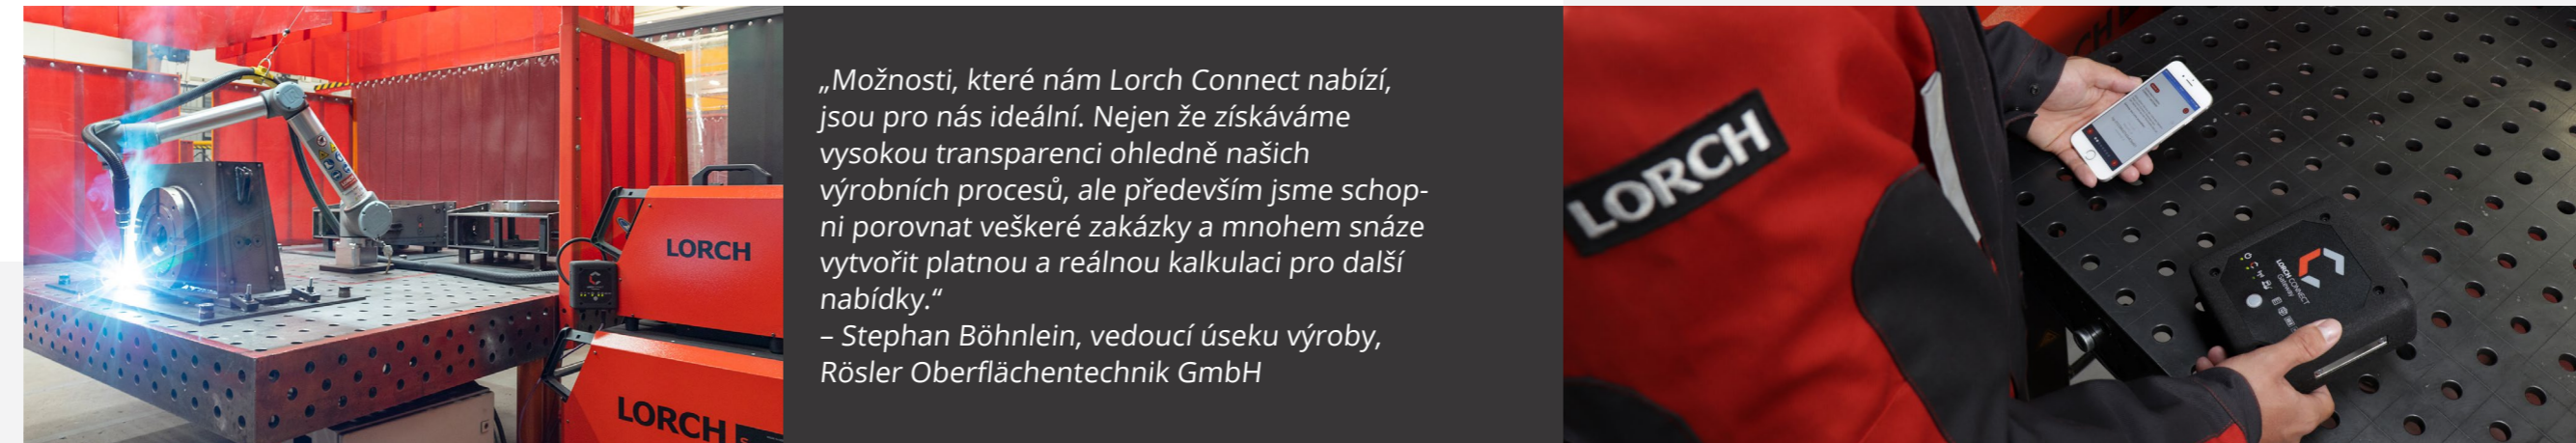 LORCH
LORCH
„Možnosti, které nám Lorch Connect nabízí,
jsou pro nás ideální. Nejen že získáváme
vysokou transparenci ohledně našich
výrobních procesů, ale především jsme schop-
ni porovnat veškeré zakázky a mnohem snáze
vytvořit platnou a reálnou kalkulaci pro další
nabídky.“
– Stephan Böhnlein, vedoucí úseku výroby,
Rösler Oberflächentechnik GmbH
LORCH
LORCH CONNECT
Gateway